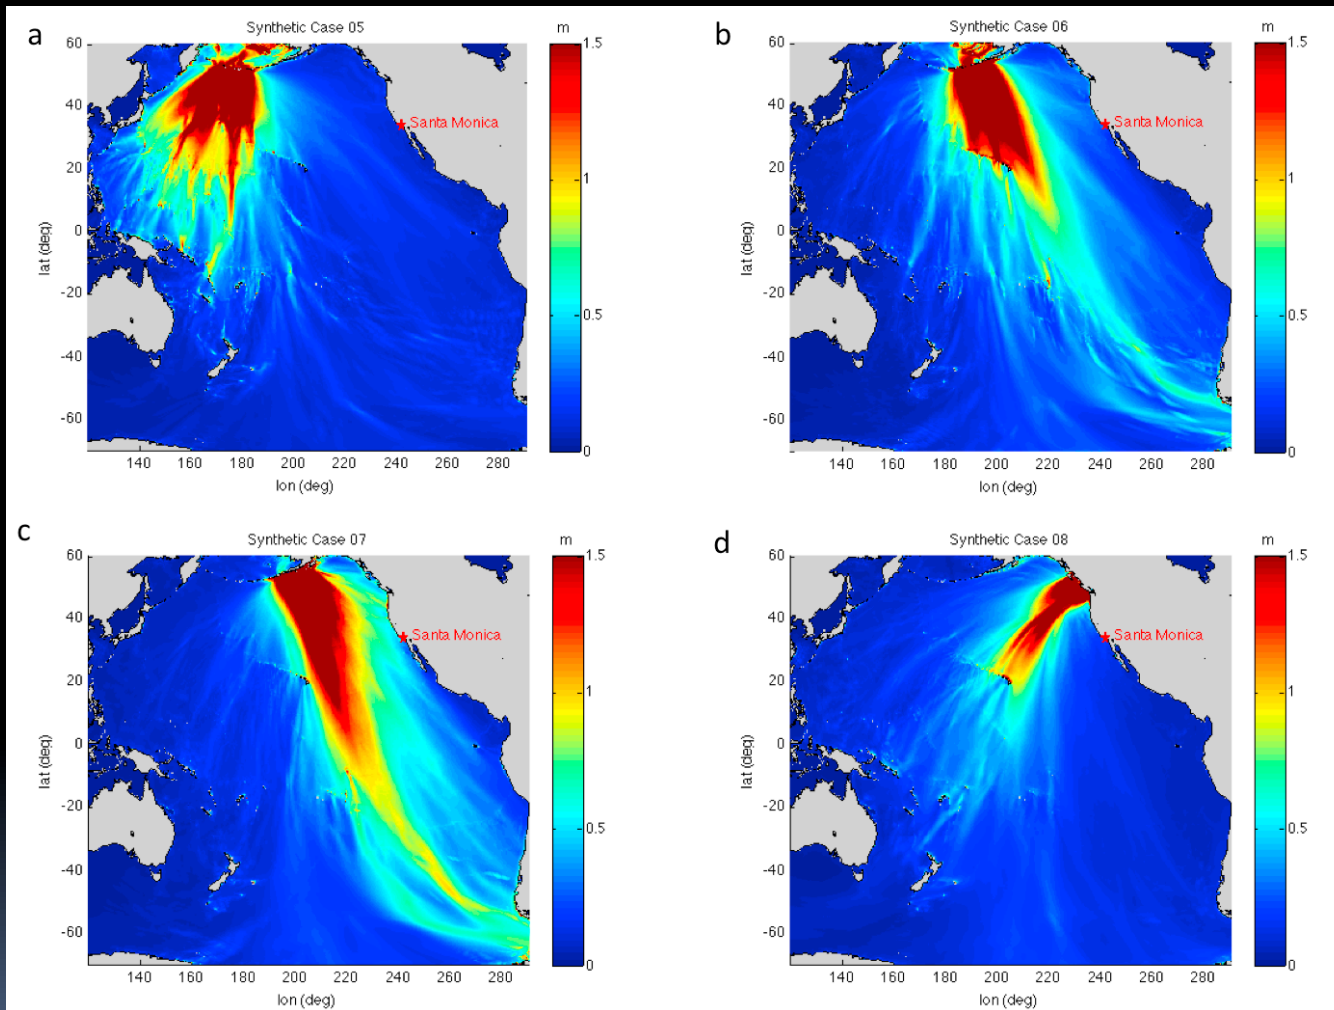 a
Synthetic Case 05
m
60
40
20
0
-20
-40
-60
lat (deg)
140 160 180 200 220 240 260 280
lon (deg)
Santa Monica
1.5
1
0.5
0
b
Synthetic Case 06
m
60
40
20
0
-20
-40
-60
lat (deg)
140 160 180 200 220 240 260 280
lon (deg)
Santa Monica
1.5
1
0.5
0
c
Synthetic Case 07
m
60
40
20
0
-20
-40
-60
lat (deg)
140 160 180 200 220 240 260 280
lon (deg)
Santa Monica
1.5
1
0.5
0
d
Synthetic Case 08
m
60
40
20
0
-20
-40
-60
lat (deg)
140 160 180 200 220 240 260 280
lon (deg)
Santa Monica
1.5
1
0.5
0